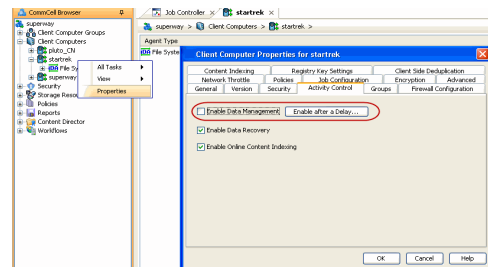 CommCell Browser
Job Controller
startrek
superway
Client Computer Groups
Client Computers
pluto_CN
startrek
File Sy
superway
Security
Storage Resou
Policies
Reports
Content Director
Workflows
All Tasks
View
Properties
superway > Client Computers > startrek >
Agent Type
File Syste
Client Computer Properties for startrek
Content Indexing
Registry Key Settings
Client Side Deduplication
Network Throttle
Policies
Job Configuration
Encryption
Advanced
General
Version
Security
Activity Control
Groups
Firewall Configuration
Enable Data Management
Enable after a Delay...
Enable Data Recovery
Enable Online Content Indexing
OK
Cancel
Help